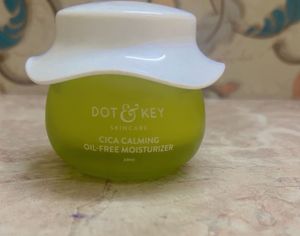 DOT & KEY
SKINCARE
CICA CALMING
OIL-FREE MOISTURIZER